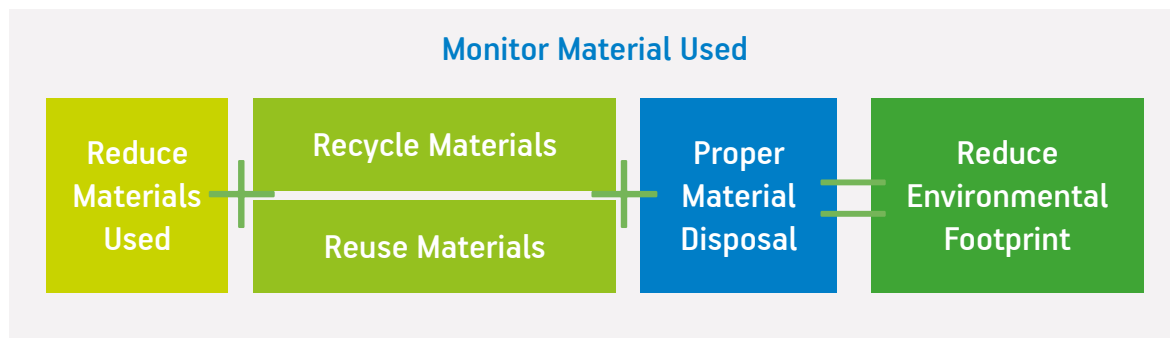 Monitor Material Used
Reduce
Materials
Used
Recycle Materials
Reuse Materials
Proper
Material
Disposal
Reduce
Environmental
Footprint